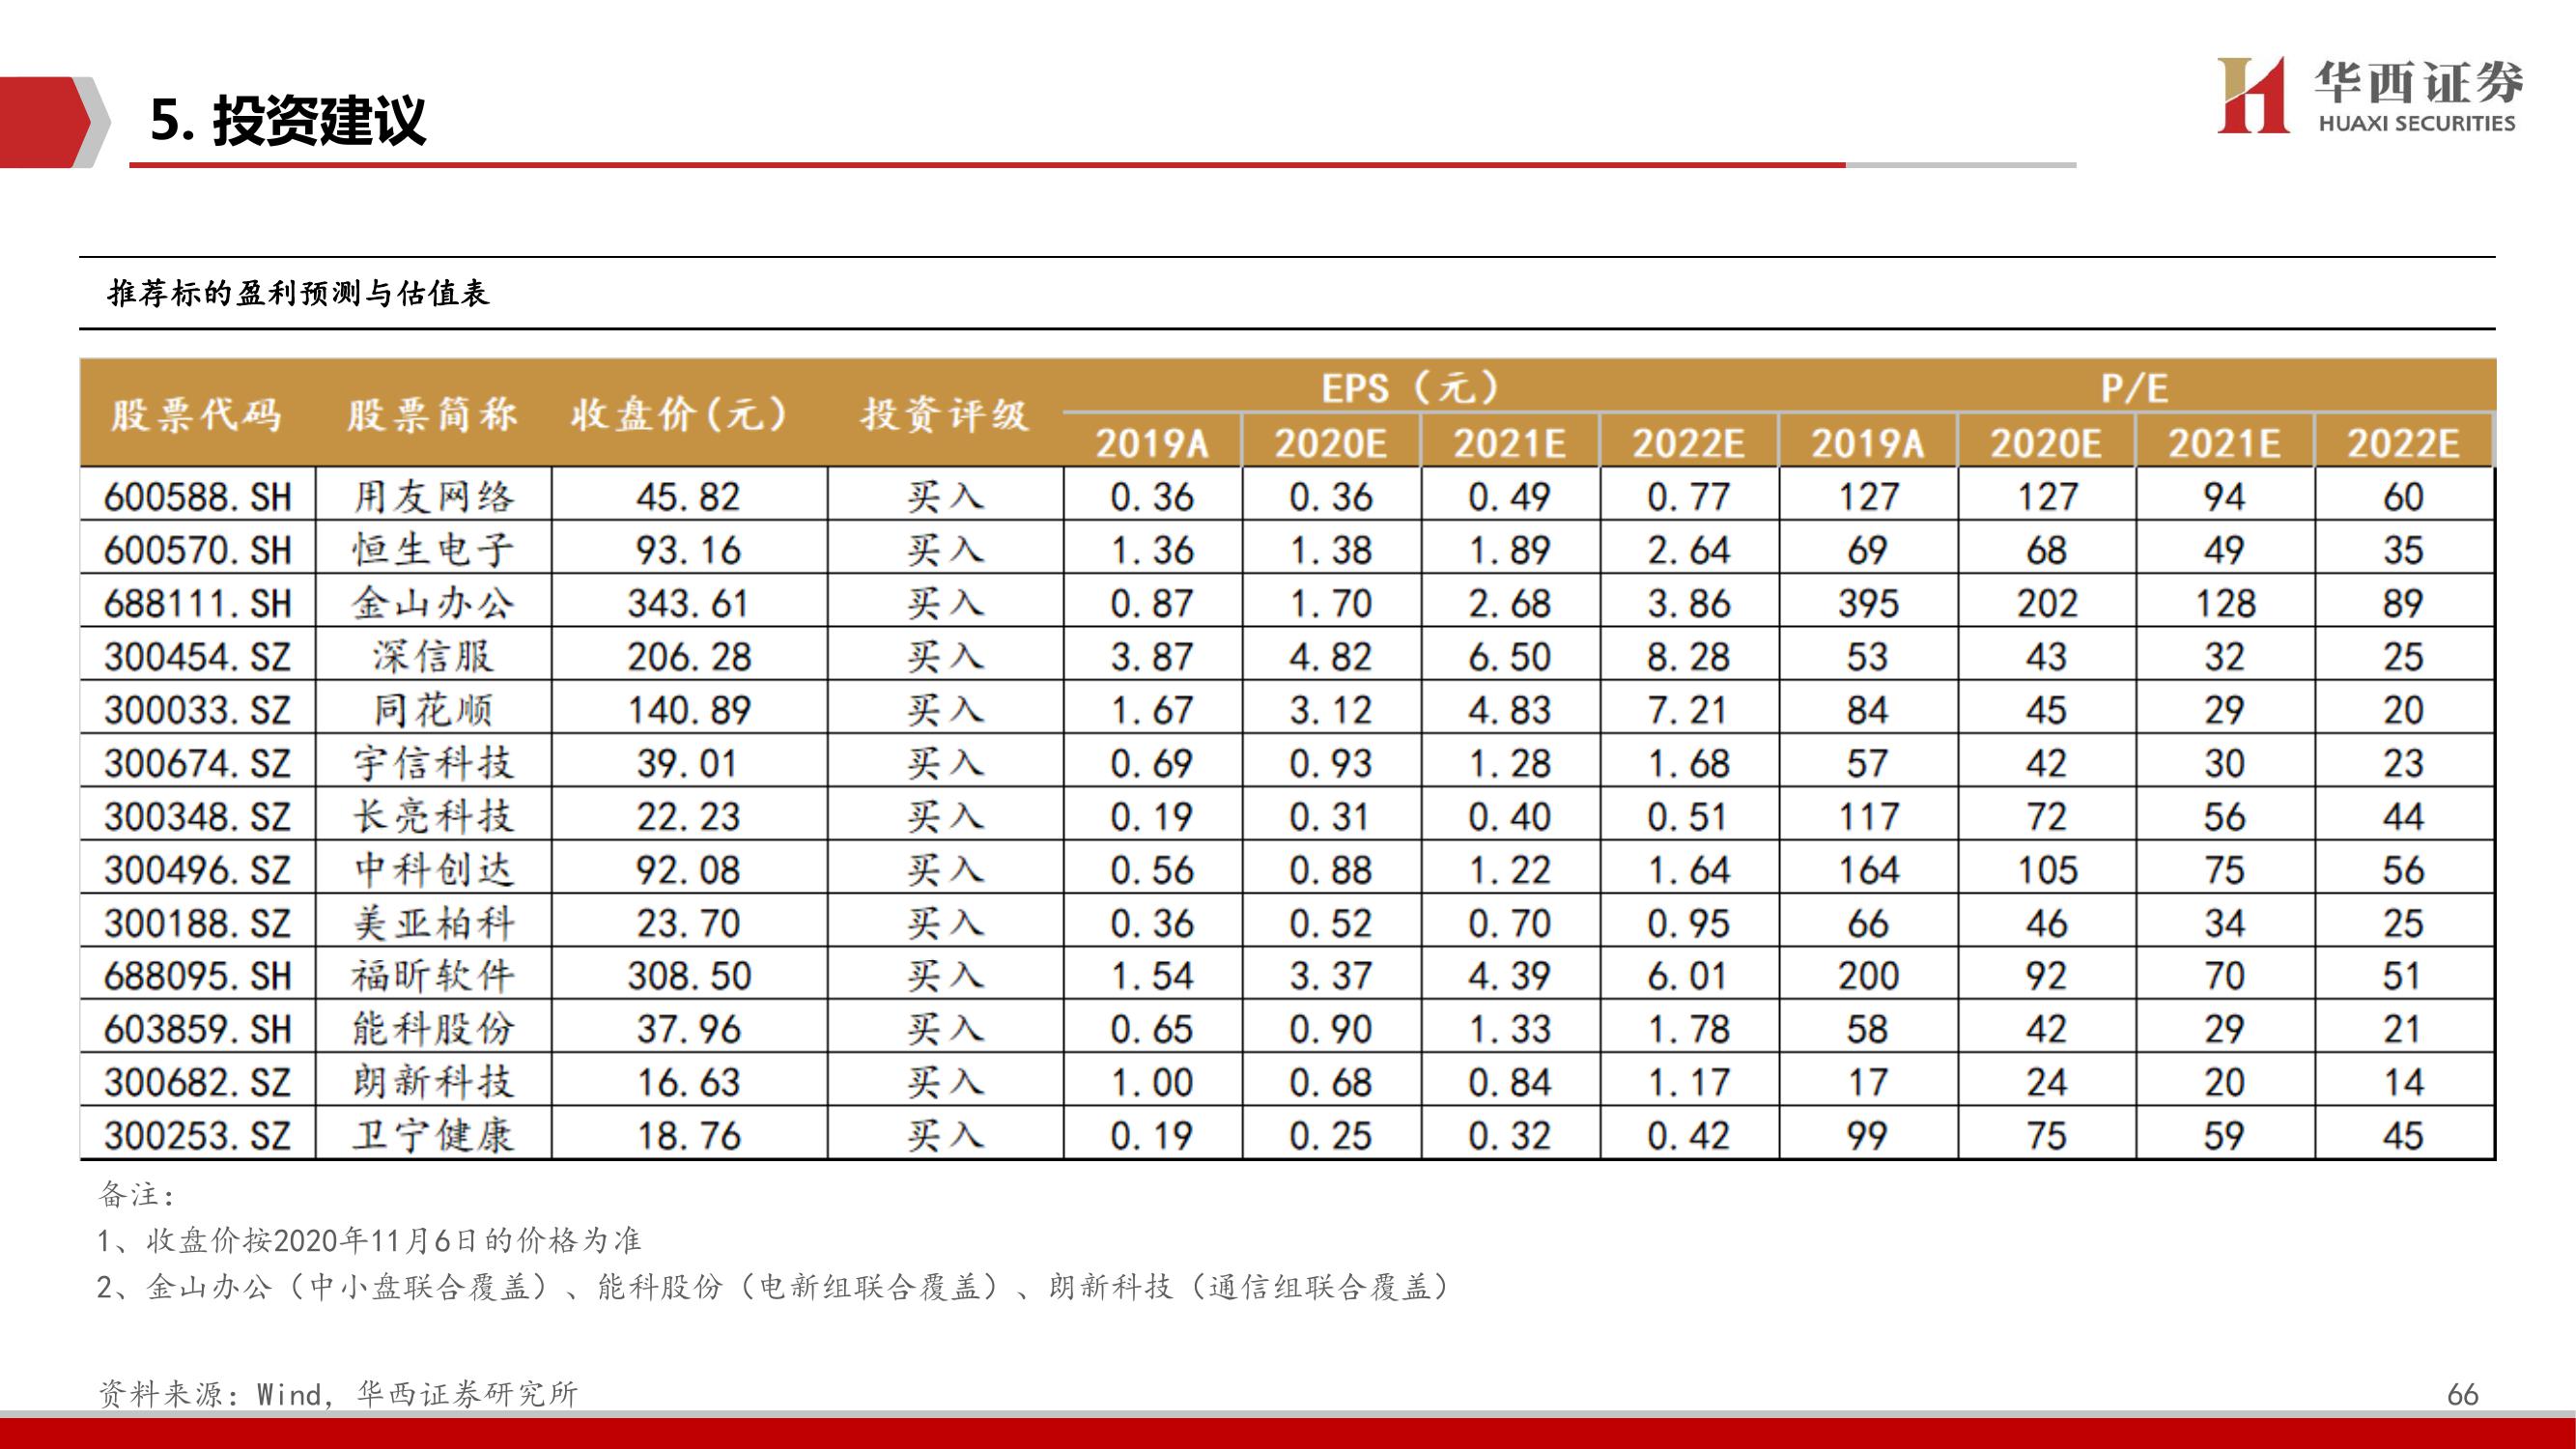 5. 投资建议
华西证券
HUAXI SECURITIES
推荐标的盈利预测与估值表
股票代码 股票简称 收盘价(元) 投资评级 EPS（元） P/E
2019A 2020E 2021E 2022E 2019A 2020E 2021E 2022E
600588.SH 用友网络 45.82 买入 0.36 0.36 0.49 0.77 127 127 94 60
600570.SH 恒生电子 93.16 买入 1.36 1.38 1.89 2.64 69 68 49 35
688111.SH 金山办公 343.61 买入 0.87 1.70 2.68 3.86 395 202 128 89
300454.SZ 深信服 206.28 买入 3.87 4.82 6.50 8.28 53 43 32 25
300033.SZ 同花顺 140.89 买入 1.67 3.12 4.83 7.21 84 45 29 20
300674.SZ 宇信科技 39.01 买入 0.69 0.93 1.28 1.68 57 42 30 23
300348.SZ 长亮科技 22.23 买入 0.19 0.31 0.40 0.51 117 72 56 44
300496.SZ 中科创达 92.08 买入 0.56 0.88 1.22 1.64 164 105 75 56
300188.SZ 美亚柏科 23.70 买入 0.36 0.52 0.70 0.95 66 46 34 25
688095.SH 福昕软件 308.50 买入 1.54 3.37 4.39 6.01 200 92 70 51
603859.SH 能科股份 37.96 买入 0.65 0.90 1.33 1.78 58 42 29 21
300682.SZ 朗新科技 16.63 买入 1.00 0.68 0.84 1.17 17 24 20 14
300253.SZ 卫宁健康 18.76 买入 0.19 0.25 0.32 0.42 99 75 59 45
备注：
1、收盘价按2020年11月6日的价格为准
2、金山办公（中小盘联合覆盖）、能科股份（电新组联合覆盖）、朗新科技（通信组联合覆盖）
资料来源：Wind，华西证券研究所
66